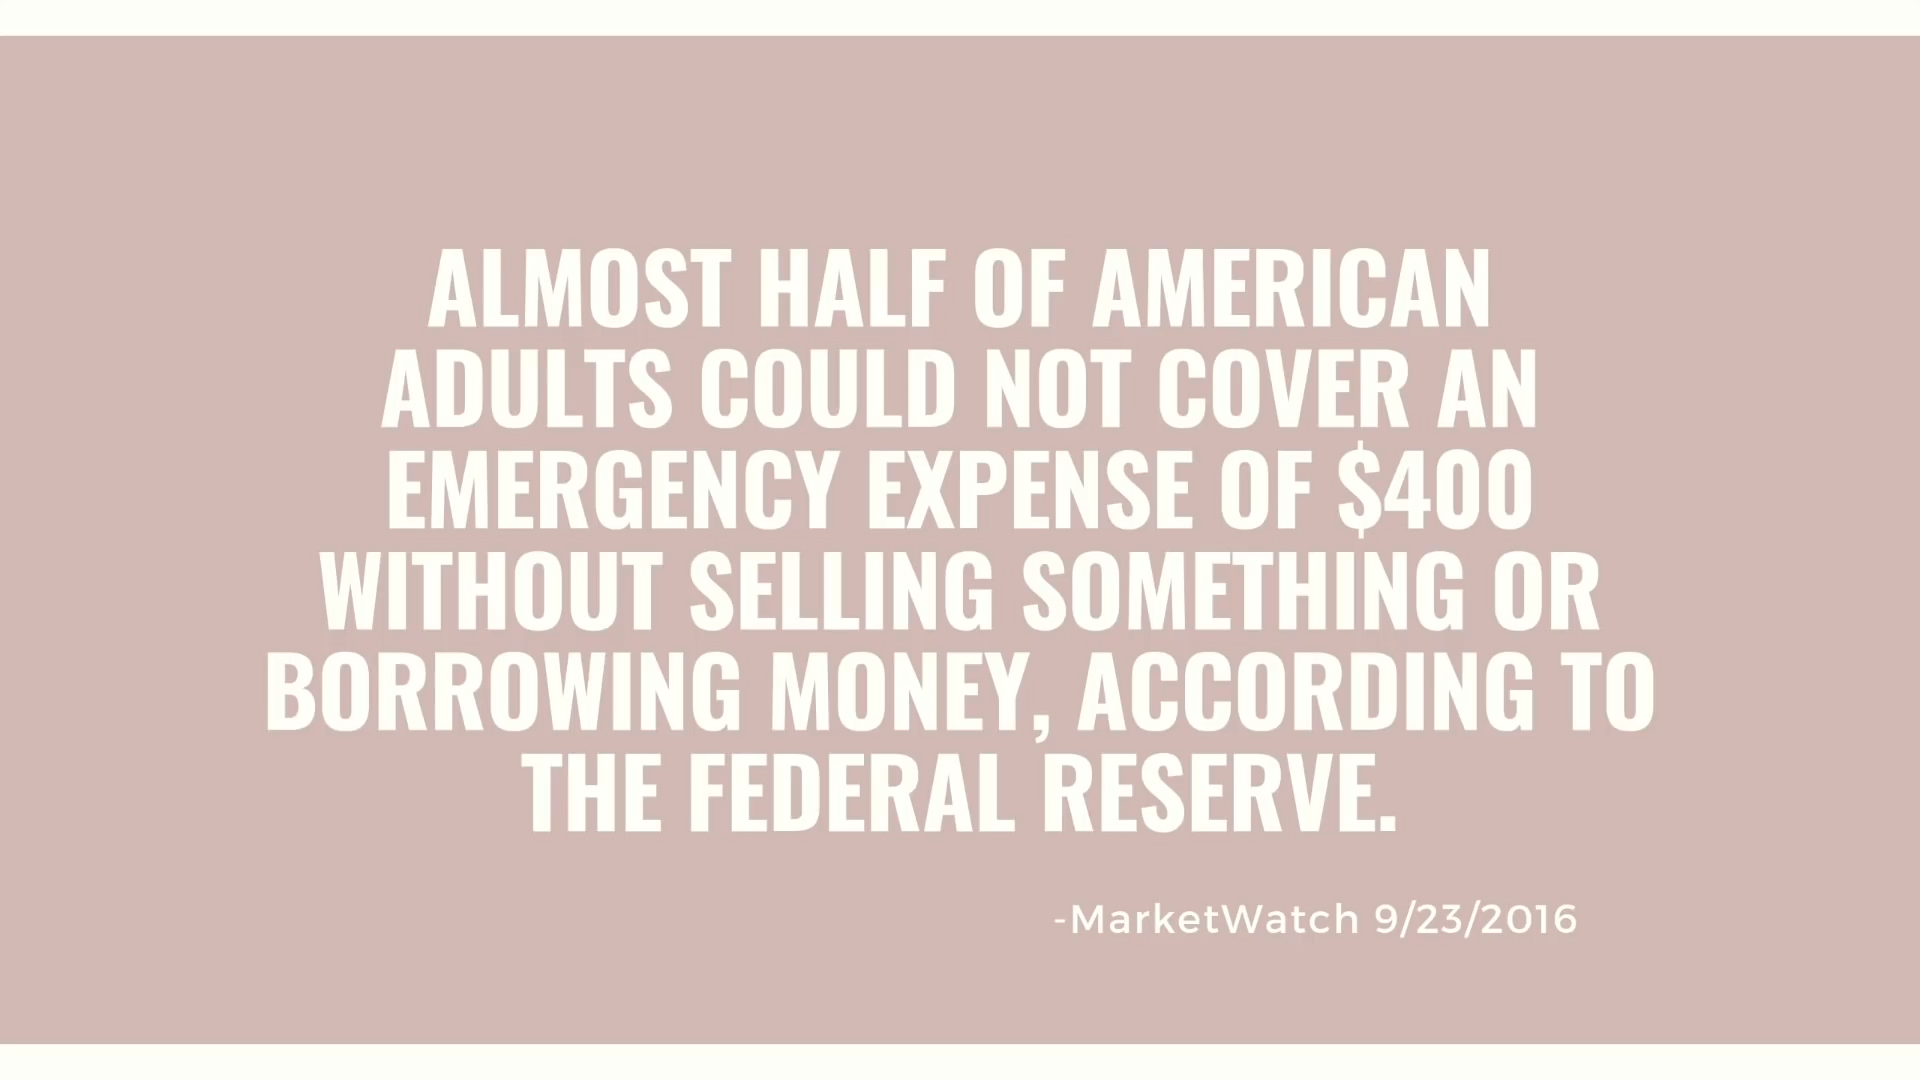 ALMOST HALF OF AMERICAN
ADULTS COULD NOT COVER AN
EMERGENCY EXPENSE OF $400
WITHOUT SELLING SOMETHING OR
BORROWING MONEY, ACCORDING TO
THE FEDERAL RESERVE.
-MarketWatch 9/23/2016